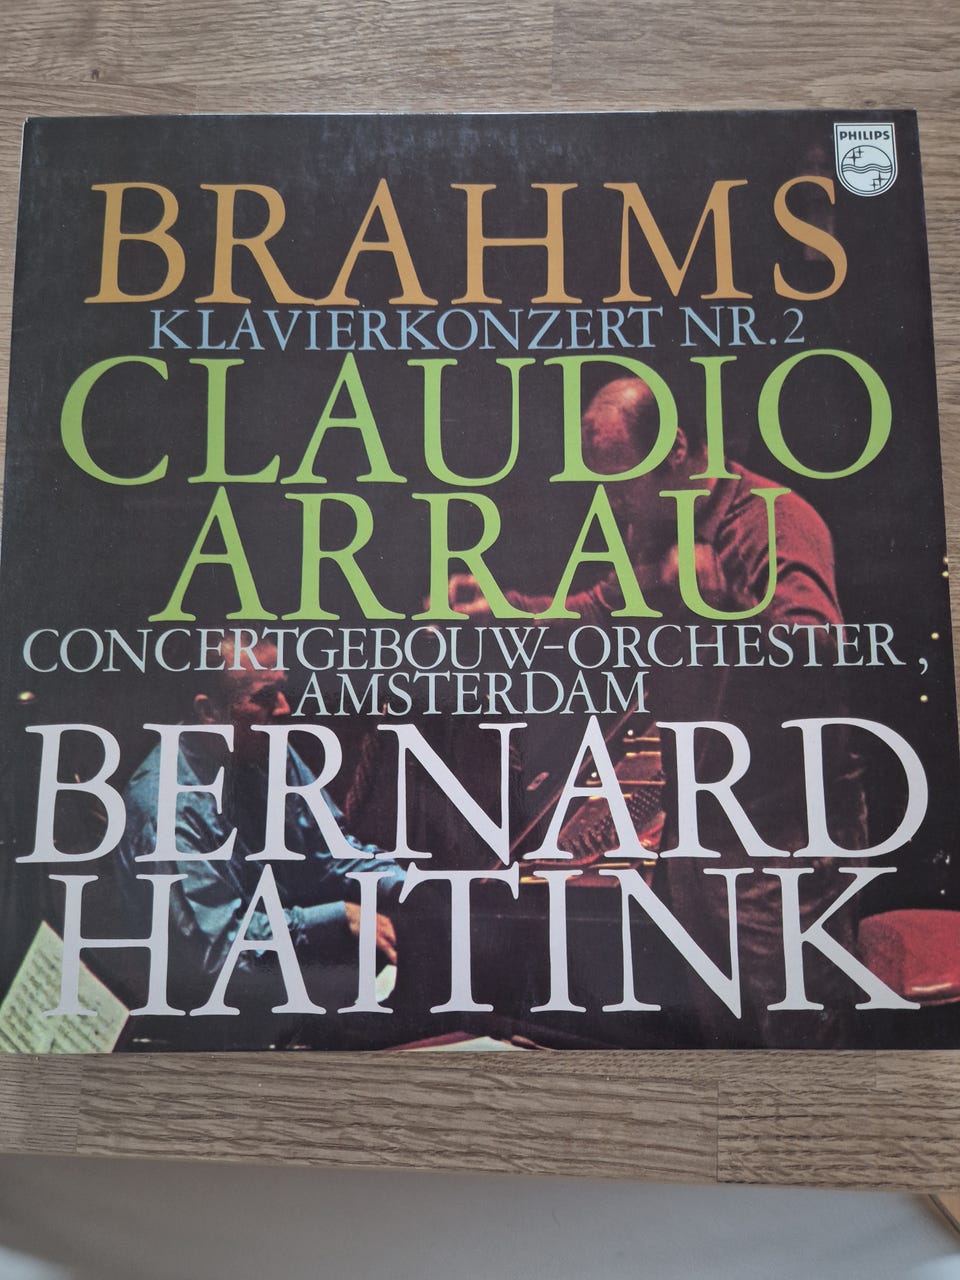 PHILIPS
BRAHMS
KLAVIERKONZERT NR.2
CLAUDIO
ARRAU
CONCERTGEBOUW-ORCHESTER,
AMSTERDAM
BERNARD
HAITINK